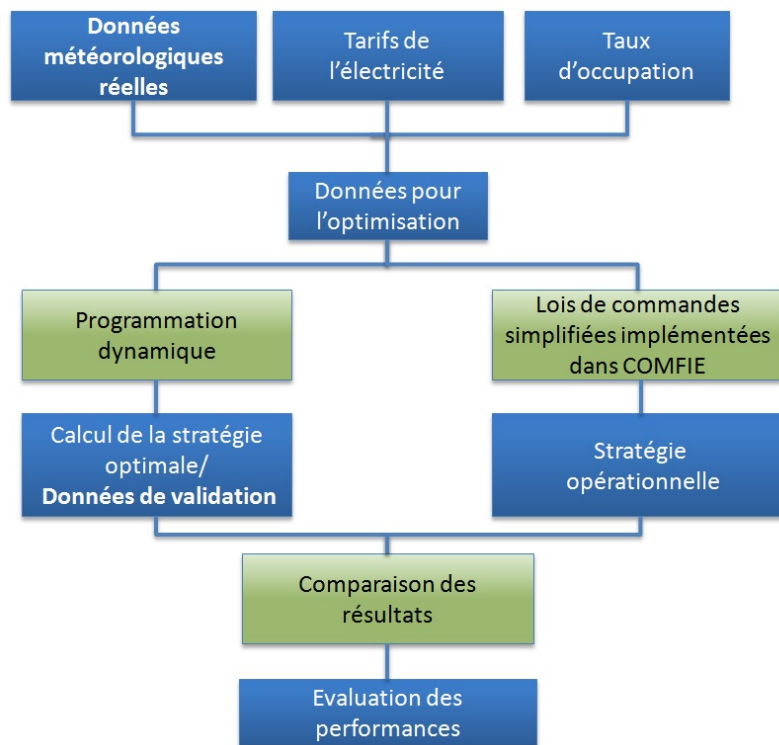 Données
météorologiques
réelles
Tarifs de
l'électricité
Taux
d'occupation
Données pour
l'optimisation
Programmation
dynamique
Lois de commandes
simplifiées implémentées
dans COMFIE
Calcul de la stratégie
optimale/
Données de validation
Stratégie
opérationnelle
Comparaison des
résultats
Evaluation des
performances